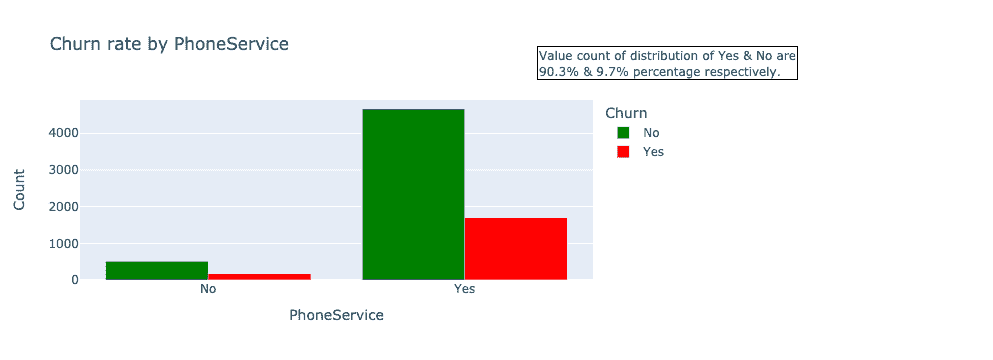 Churn rate by PhoneService
Value count of distribution of Yes & No are
90.3% & 9.7% percentage respectively.
Churn
No
Yes
4000
3000
2000
1000
0
Count
No
Yes
PhoneService